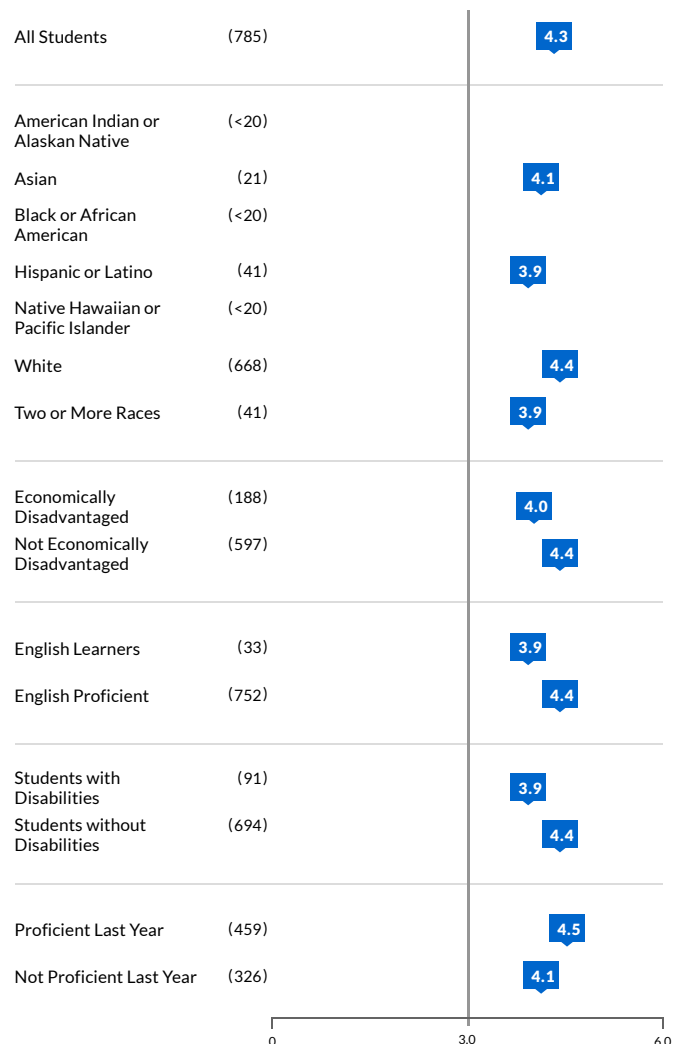 All Students (785) 4.3
American Indian or (<20)
Alaskan Native
Asian (21) 4.1
Black or African (<20)
American
Hispanic or Latino (41) 3.9
Native Hawaiian or (<20)
Pacific Islander
White (668) 4.4
Two or More Races (41) 3.9
Economically (188) 4.0
Disadvantaged
Not Economically (597) 4.4
Disadvantaged
English Learners (33) 3.9
English Proficient (752) 4.4
Students with (91) 3.9
Disabilities
Students without (694) 4.4
Disabilities
Proficient Last Year (459) 4.5
Not Proficient Last Year (326) 4.1
0 3.0 6.0